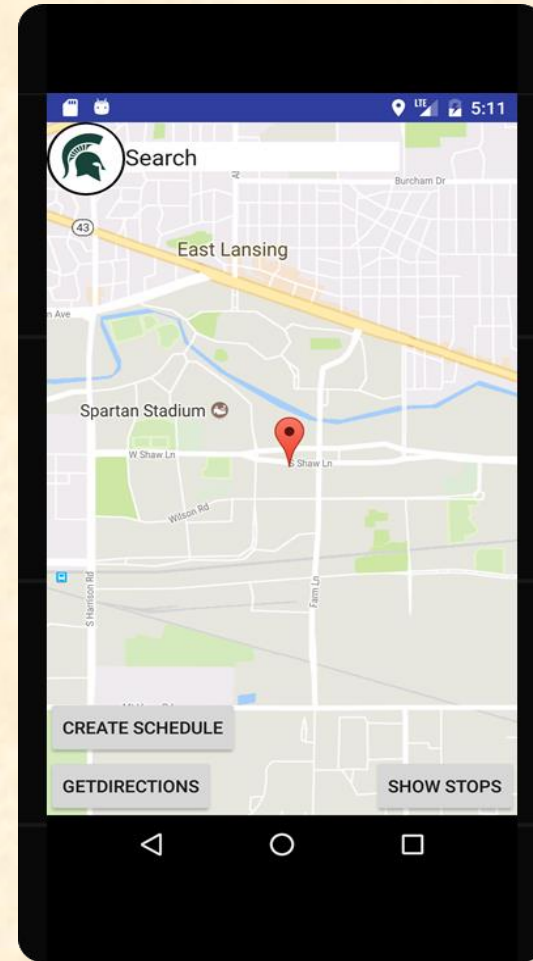 LTE 5:11
Search
Burcham Dr
43
East Lansing
n Ave
Spartan Stadium
W Shaw Ln
S Shaw Ln
Wilson Rd
S Harrison Rd
Farm Ln
CREATE SCHEDULE
GETDIRECTIONS
SHOW STOPS